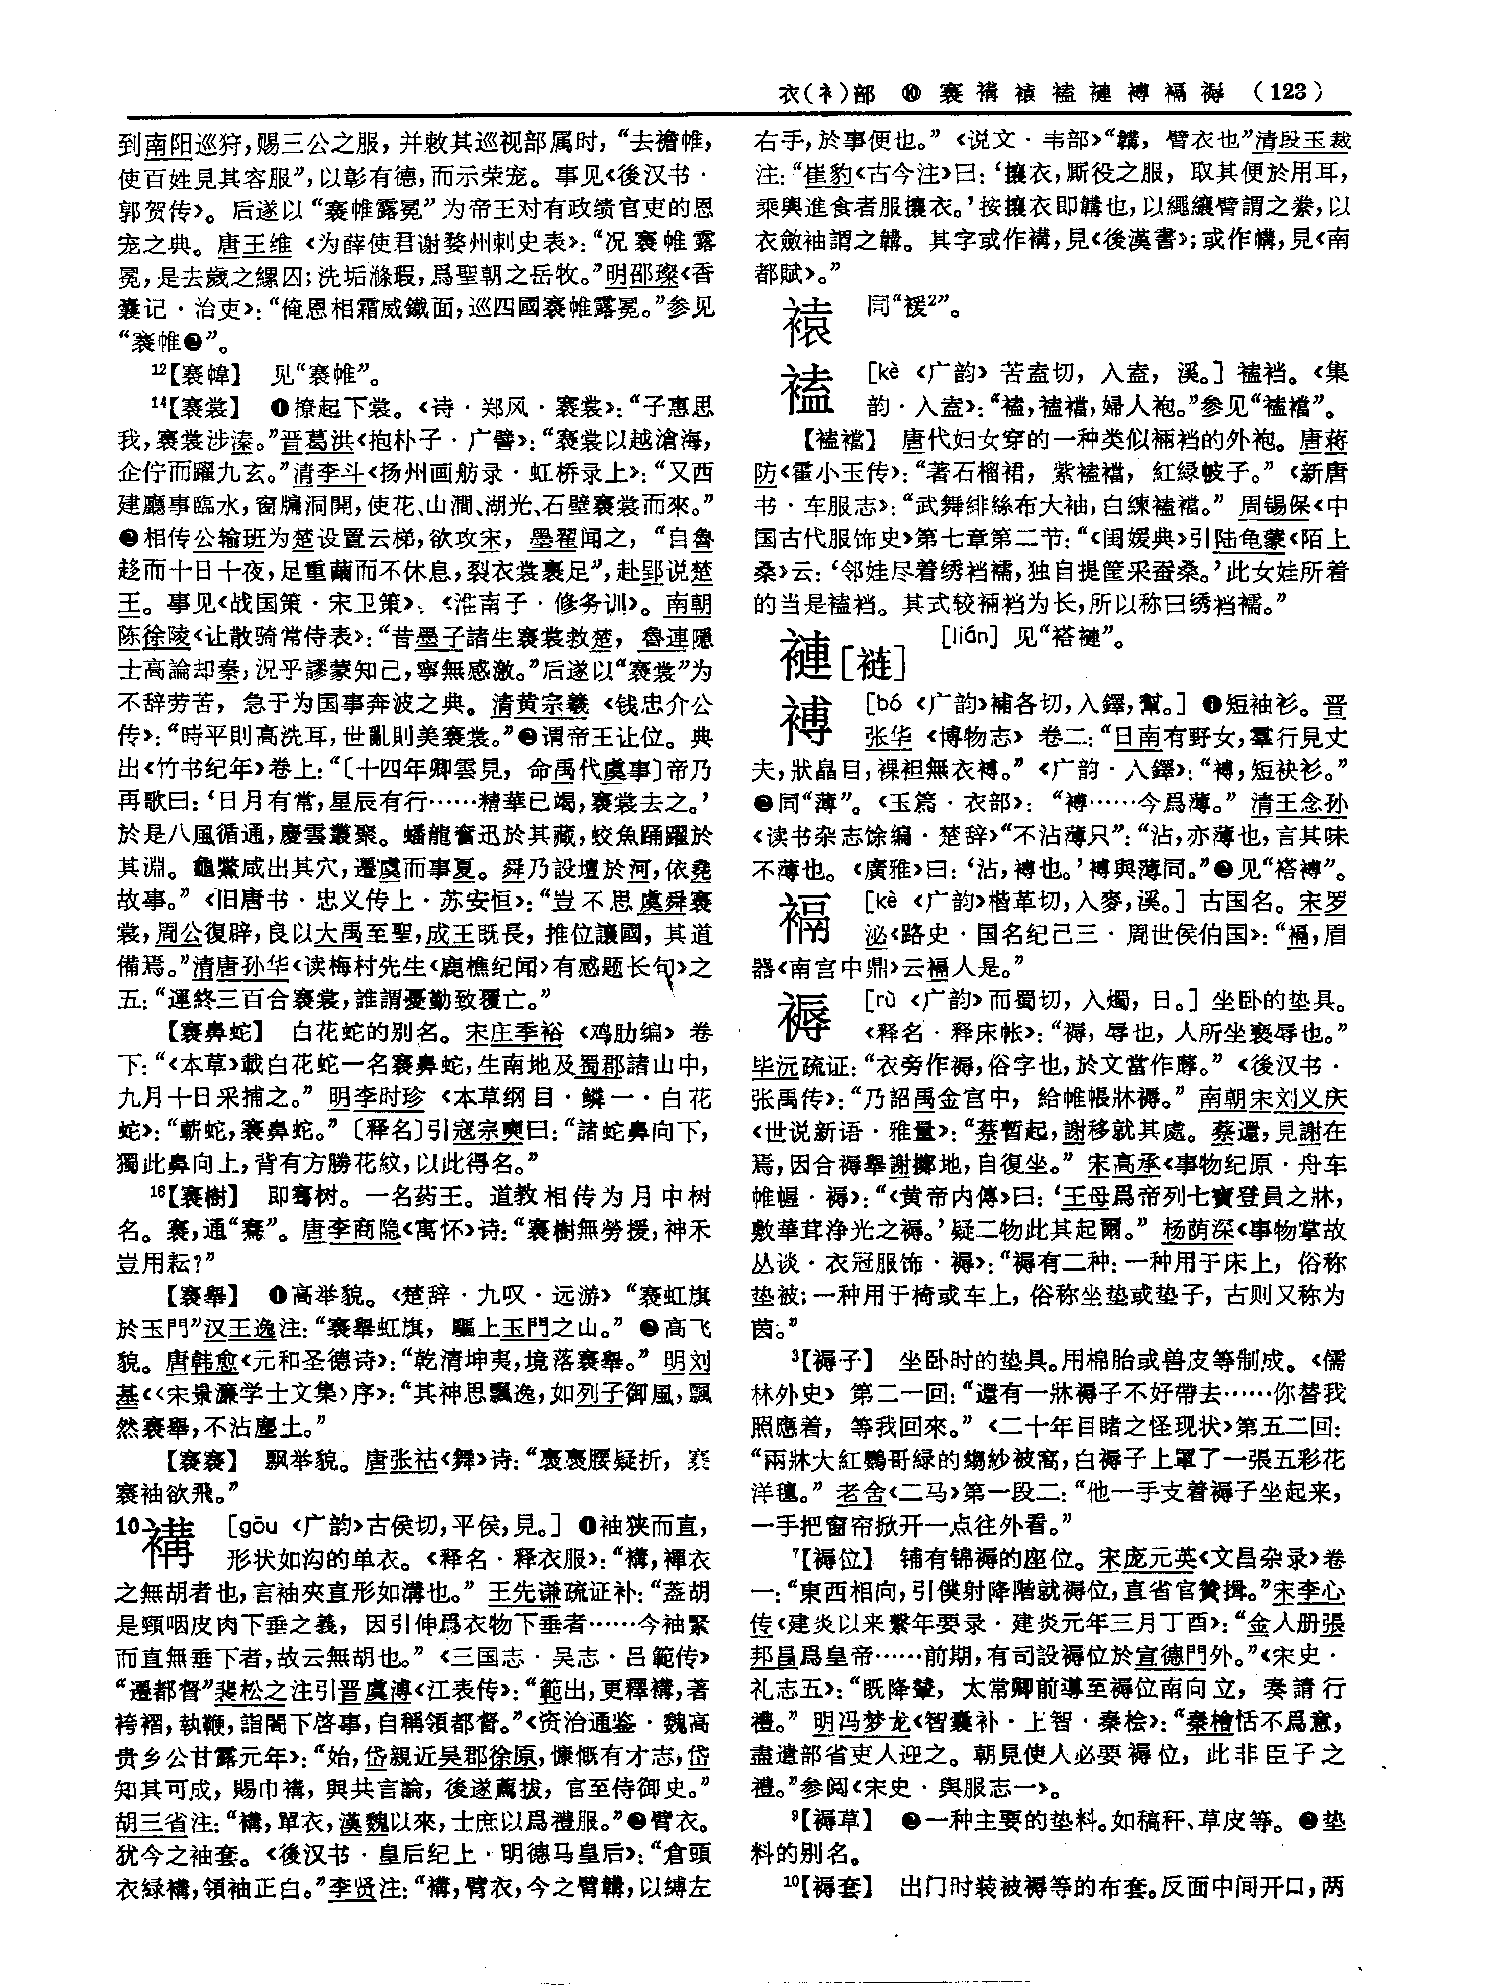 衣(衤)部 ⑩ 褰褠褤褴褳褥褔褥 (123)
到南阳巡狩,赐三公之服,并敕其巡视部属时,“去襜帷,
使百姓見其容服”,以彰有德,而示荣宠。事见《後汉书·
郭贺传》。后遂以“褰帷露冕”为帝王对有政绩官吏的恩
宠之典。唐王维《为薛使君谢婺州刺史表》:“况褰帷露
冕,是去歲之縲囚;洗垢滌瑕,爲聖朝之岳牧。”明邵璨《香
囊记·治吏》:“俺恩相霜威鐵面,巡四國褰帷露冕。”参见
“褰帷❷”。
¹²【褰幃】 见“褰帷”。
¹⁴【褰裳】 ❶撩起下裳。《诗·郑风·褰裳》:“子惠思
我,褰裳涉溱。”晋葛洪《抱朴子·广譬》:“褰裳以越滄海,
企佇而躍九玄。”清李斗《扬州画舫录·虹桥录上》:“又西
建廳事臨水,窗牖洞開,使花、山澗、湖光、石壁褰裳而來。”
❷相传公输班为楚设置云梯,欲攻宋,墨翟闻之,“自魯
趍而十日十夜,足重繭而不休息,裂衣裳裹足”,赴郢说楚
王。事见《战国策·宋卫策》、《淮南子·修务训》。南朝
陈徐陵《让散骑常侍表》:“昔墨子諸生褰裳救楚,魯連隱
士高論却秦,況乎謬蒙知己,寧無感激。”后遂以“褰裳”为
不辞劳苦,急于为国事奔波之典。清黄宗羲《钱忠介公
传》:“時平則高洗耳,世亂則美褰裳。”❸谓帝王让位。典
出《竹书纪年》卷上:“〔十四年卿雲見,命禹代虞事〕帝乃
再歌曰:‘日月有常,星辰有行……精華已竭,褰裳去之。’
於是八風循通,慶雲叢聚。蟠龍奮迅於其藏,蛟魚踊躍於
其淵。龜鱉咸出其穴,遷虞而事夏。舜乃設壇於河,依堯
故事。”《旧唐书·忠义传上·苏安恒》:“豈不思虞舜褰
裳,周公復辟,良以大禹至聖,成王既長,推位讓國,其道
備焉。”清唐孙华《读梅村先生〈鹿樵纪闻〉有感题长句》之
五:“運終三百合褰裳,誰謂憂勤致覆亡。”
【褰鼻蛇】 白花蛇的别名。宋庄季裕《鸡肋编》卷
下:“《本草》載白花蛇一名褰鼻蛇,生南地及蜀郡諸山中,
九月十日采捕之。”明李时珍《本草纲目·鳞一·白花
蛇》:“蘄蛇,褰鼻蛇。”〔释名〕引寇宗奭曰:“諸蛇鼻向下,
獨此鼻向上,背有方勝花紋,以此得名。”
¹⁶【褰樹】 即骞树。一名药王。道教相传为月中树
名。褰,通“騫”。唐李商隐《寓怀》诗:“褰樹無勞援,神禾
豈用耘?”
【褰舉】 ❶高举貌。《楚辞·九叹·远游》“褰虹旗
於玉門”汉王逸注:“褰舉虹旗,驅上玉門之山。”❷高飞
貌。唐韩愈《元和圣德诗》:“乾清坤夷,境落褰舉。”明刘
基《〈宋景濂学士文集〉序》:“其神思飄逸,如列子御風,飄
然褰舉,不沾塵土。”
【褰褰】 飘举貌。唐张祜《舞》诗:“裊裊腰疑折,褰
褰袖欲飛。”
10褠 [gōu《广韵》古侯切,平侯,見。] ❶袖狭而直,
形状如沟的单衣。《释名·释衣服》:“褠,襌衣
之無胡者也,言袖夾直形如溝也。”王先谦疏证补:“葢胡
是頸咽皮肉下垂之義,因引伸爲衣物下垂者……今袖緊
而直無垂下者,故云無胡也。”《三国志·吴志·吕範传》
“遷都督”裴松之注引晋虞溥《江表传》:“範出,更釋褠,著
袴褶,執鞭,詣閤下啓事,自稱領都督。”《资治通鉴·魏高
贵乡公甘露元年》:“始,岱親近吴郡徐原,慷慨有才志,岱
知其可成,賜巾褠,與共言論,後遂薦拔,官至侍御史。”
胡三省注:“褠,單衣,漢魏以來,士庶以爲禮服。”❷臂衣。
犹今之袖套。《後汉书·皇后纪上·明德马皇后》:“倉頭
衣緑褠,領袖正白。”李贤注:“褠,臂衣,今之臂韝,以縛左
右手,於事便也。”《说文·韦部》“韝,臂衣也”清段玉裁
注:“崔豹《古今注》曰:‘攘衣,厮役之服,取其便於用耳,
乘輿進食者服攘衣。’按攘衣即韝也,以繩纕臂謂之絭,以
衣斂袖謂之韝。其字或作褠,見《後漢書》;或作㡚,見《南
都賦》。”
褤 同“褑²”。
榼 [kè《广韵》苦盍切,入盍,溪。] 𧜡裆。《集
韵·入盍》:“𧜡,𧜡襠,婦人袍。”参见“𧜡襠”。
【𧜡襠】 唐代妇女穿的一种类似裲裆的外袍。唐蒋
防《霍小玉传》:“著石榴裙,紫𧜡襠,紅緑帔子。”《新唐
书·车服志》:“武舞绯絲布大袖,白練𧜡襠。”周锡保《中
国古代服饰史》第七章第二节:“《闺媛典》引陆龟蒙《陌上
桑》云:‘邻娃尽着绣裆襦,独自提筐采蚕桑。’此女娃所着
的当是𧜡裆。其式较裲裆为长,所以称曰绣裆襦。”
褳[裢] [lián] 见“褡褳”。
䙏 [bó《广韵》補各切,入鐸,幫。] ❶短袖衫。晋
张华《博物志》卷二:“日南有野女,羣行見丈
夫,狀皛目,裸袒無衣䙏。”《广韵·入鐸》:“䙏,短袂衫。”
❷同“薄”。《玉篇·衣部》:“䙏……今爲薄。”清王念孙
《读书杂志馀编·楚辞》“不沾薄只”:“沾,亦薄也,言其味
不薄也。《廣雅》曰:‘沾,䙏也。’䙏與薄同。”❸见“褡䙏”。
䙐 [kè《广韵》楷革切,入麥,溪。] 古国名。宋罗
泌《路史·国名纪己三·周世侯伯国》:“䙐,眉
器《南宫中鼎》云䙐人是。”
褥 [rù《广韵》而蜀切,入燭,日。] 坐卧的垫具。
《释名·释床帐》:“褥,辱也,人所坐褻辱也。”
毕沅疏证:“衣旁作褥,俗字也,於文當作蓐。”《後汉书·
张禹传》:“乃詔禹舍宫中,給帷帳牀褥。”南朝宋刘义庆
《世说新语·雅量》:“蔡暫起,謝移就其處。蔡還,見謝在
焉,因合褥舉謝擲地,自復坐。”宋高承《事物纪原·舟车
帷幄·褥》:“《黄帝内傳》曰:‘王母爲帝列七寶登真之牀,
敷華茸浄光之褥。’疑二物此其起爾。”杨荫深《事物掌故
丛谈·衣冠服饰·褥》:“褥有二种:一种用于床上,俗称
垫被;一种用于椅或车上,俗称坐垫或垫子,古则又称为
茵。”
³【褥子】 坐卧时的垫具。用棉胎或兽皮等制成。《儒
林外史》第二一回:“還有一牀褥子不好帶去……你替我
照應着,等我回來。”《二十年目睹之怪现状》第五二回:
“兩牀大紅鸚哥緑的縐紗被窩,白褥子上罩了一張五彩花
洋氊。”老舍《二马》第一段二:“他一手支着褥子坐起来,
一手把窗帘掀开一点往外看。”
⁷【褥位】 铺有锦褥的座位。宋庞元英《文昌杂录》卷
一:“東西相向,引僕射降階就褥位,直省官贊揖。”宋李心
传《建炎以来繋年要录·建炎元年三月丁酉》:“金人册張
邦昌爲皇帝……前期,有司設褥位於宣德門外。”《宋史·
礼志五》:“既降輦,太常卿前導至褥位南向立,奏請行
禮。”明冯梦龙《智囊补·上智·秦桧》:“秦檜恬不爲意,
盡遣部省吏人迎之。朝見使人必要褥位,此非臣子之
禮。”参阅《宋史·舆服志一》。
⁹【褥草】 ❶一种主要的垫料。如稿秆、草皮等。❷垫
料的别名。
¹⁰【褥套】 出门时装被褥等的布套。反面中间开口,两